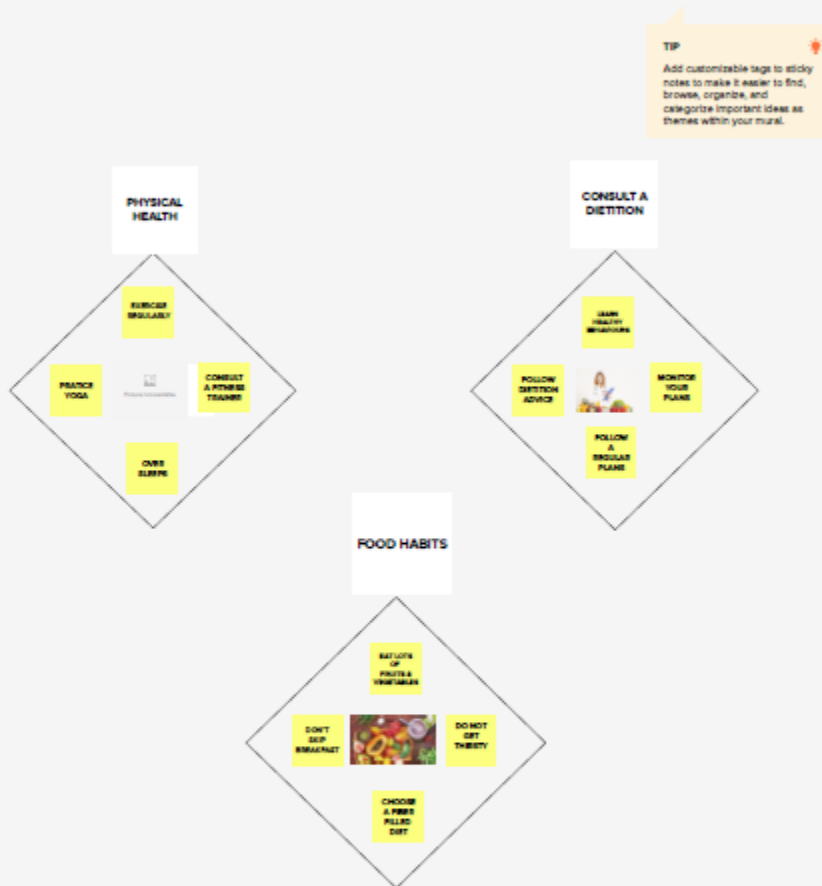 TIP
Add customizable tags to sticky
notes to make it easier to find,
browse, organize, and
categorize important ideas as
themes within your mural.
PHYSICAL
HEALTH
EXERCISE
REGULARLY
PRATICE
YOGA
CONSULT
A FITNESS
TRAINER
OVER
SLEEPS
CONSULT A
DIETITION
LEARN
HEALTHY
BEHAVIOURS
FOLLOW
DIETITION
ADVICE
MONITOR
YOUR
PLANS
FOLLOW
A
REGULAR
PLANS
FOOD HABITS
EAT LOTS
OF
FRUITS &
VEGETABLES
DON'T
SKIP
BREAKFAST
DO NOT
GET
THIRSTY
CHOOSE
A FIBER
FILLED
DIET